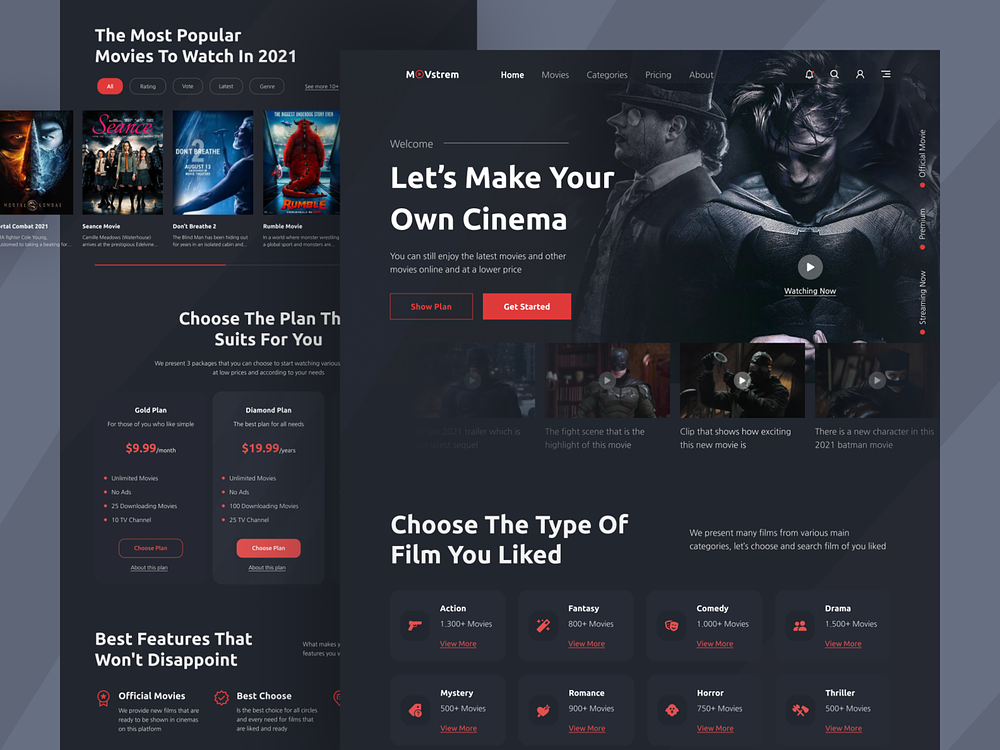 The Most Popular
Movies To Watch In 2021
All
Rating
Vote
Latest
Genre
See more 10+
MORTAL KOMBAT
Seance
DON'T BREATHE
2
AUGUST 13
THE BIGGEST UNDERDOG STORY EVER!
RUMBLE
rtal Combat 2021
A fighter Cole Young,
ustomed to taking a beating for...
Seance Movie
Camille Meadows (Waterhouse)
arrives at the prestigious Edelvine...
Don't Breathe 2
The Blind Man has been hiding out
for years in an isolated cabin and...
Rumble Movie
In a world where monster wrestling
a global sport and monsters are...
Choose The Plan Th
Suits For You
We present 3 packages that you can choose to start watching various
at low prices and according to your needs
Gold Plan
For those of you who like simple
$9.99/month
Unlimited Movies
No Ads
25 Downloading Movies
10 TV Channel
Choose Plan
About this plan
Diamond Plan
The best plan for all needs
$19.99/years
Unlimited Movies
No Ads
100 Downloading Movies
25 TV Channel
Choose Plan
About this plan
Best Features That
Won't Disappoint
What makes y
features you v
Official Movies
We provide new films that are
ready to be shown in cinemas
on this platform
Best Choose
Is the best choice for all circles
and every need for films that
are liked and ready
MOVstrem
Home
Movies
Categories
Pricing
About
Welcome
Let's Make Your
Own Cinema
You can still enjoy the latest movies and other
movies online and at a lower price
Show Plan
Get Started
Watching Now
Official Movie
Premium
Streaming Now
2021 trailer which is
sequel
The fight scene that is the
highlight of this movie
Clip that shows how exciting
this new movie is
There is a new character in this
2021 batman movie
Choose The Type Of
Film You Liked
We present many films from various main
categories, let's choose and search film of you liked
Action
1.300+ Movies
View More
Fantasy
800+ Movies
View More
Comedy
1.000+ Movies
View More
Drama
1.500+ Movies
View More
Mystery
500+ Movies
View More
Romance
900+ Movies
View More
Horror
750+ Movies
View More
Thriller
500+ Movies
View More